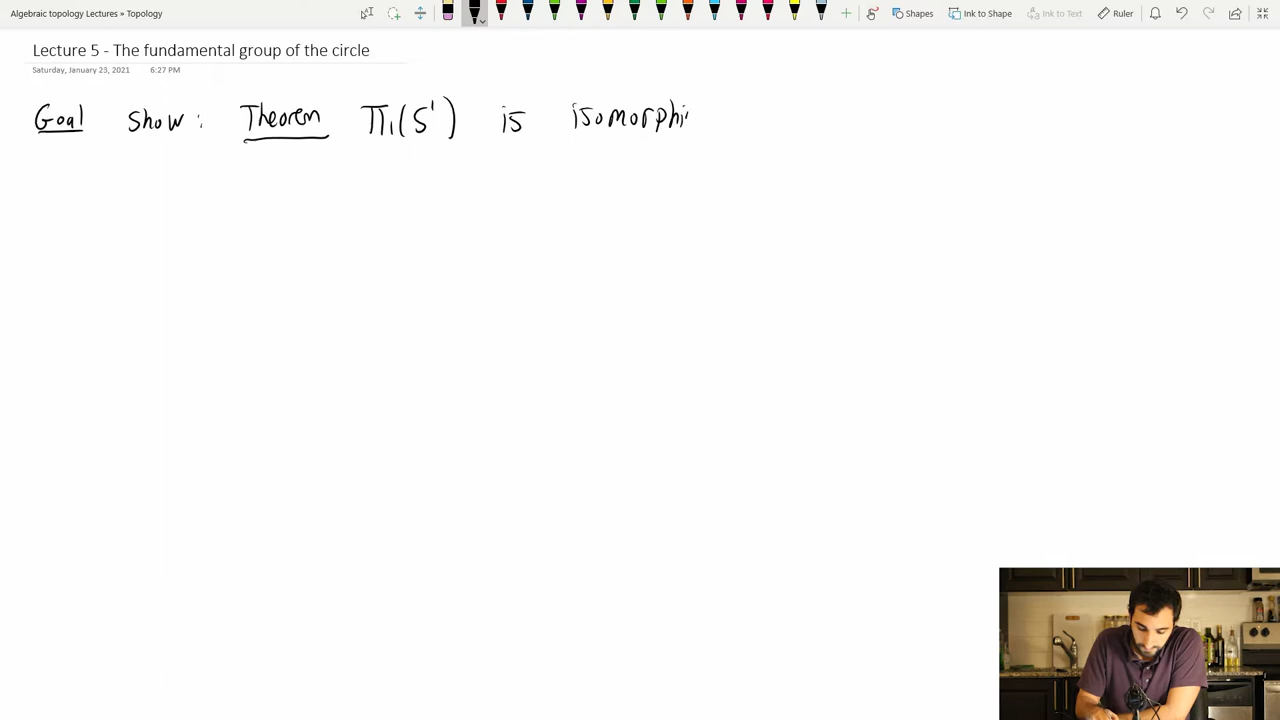 Algebraic topology Lectures » Topology
Shapes Ink to Shape Ink to Text Ruler
Lecture 5 - The fundamental group of the circle
Saturday, January 23, 2021 6:27 PM
Goal show: Theorem π₁(S¹) is isomorphi